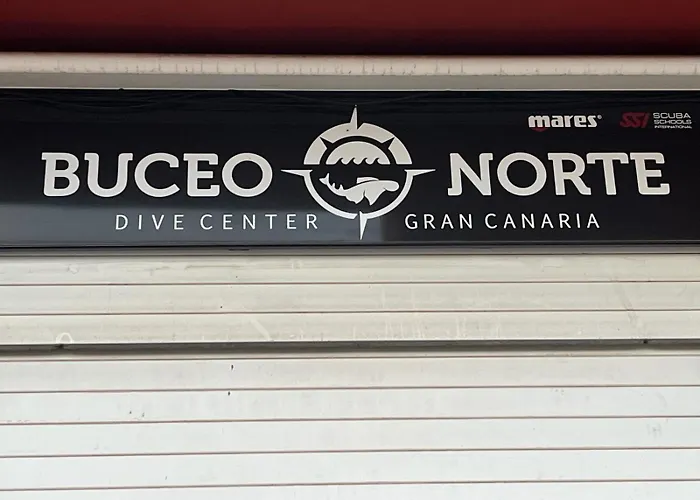 mares
SSI SCUBA
SCHOOLS
INTERNATIONAL
BUCEO NORTE
DIVE CENTER GRAN CANARIA